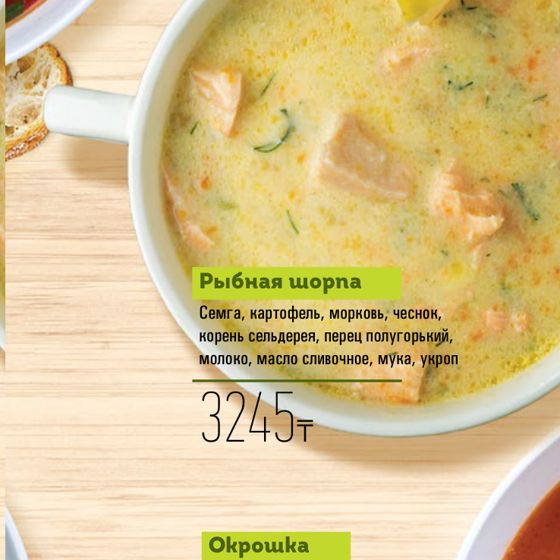 Рыбная шорпа
Семга, картофель, морковь, чеснок,
корень сельдерея, перец полугорький,
молоко, масло сливочное, мука, укроп
3245₸
Окрошка